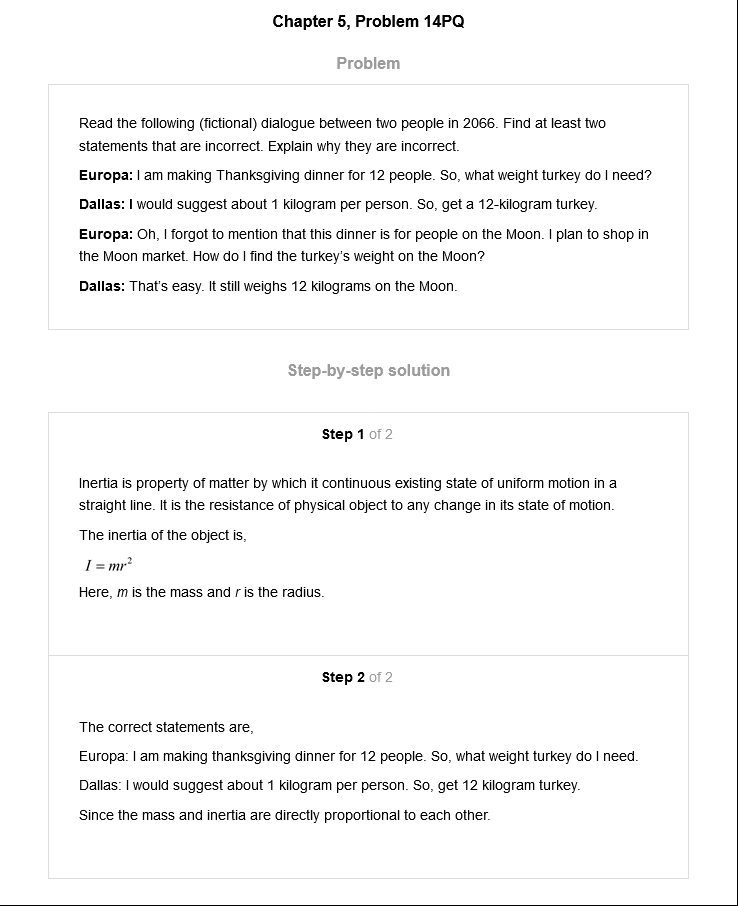 Chapter 5, Problem 14PQ
Problem
Read the following (fictional) dialogue between two people in 2066. Find at least two
statements that are incorrect. Explain why they are incorrect.
Europa: I am making Thanksgiving dinner for 12 people. So, what weight turkey do I need?
Dallas: I would suggest about 1 kilogram per person. So, get a 12-kilogram turkey.
Europa: Oh, I forgot to mention that this dinner is for people on the Moon. I plan to shop in
the Moon market. How do I find the turkey's weight on the Moon?
Dallas: That's easy. It still weighs 12 kilograms on the Moon.
Step-by-step solution
Step 1 of 2
Inertia is property of matter by which it continuous existing state of uniform motion in a
straight line. It is the resistance of physical object to any change in its state of motion.
The inertia of the object is,
I = mr²
Here, m is the mass and r is the radius.
Step 2 of 2
The correct statements are,
Europa: I am making thanksgiving dinner for 12 people. So, what weight turkey do I need.
Dallas: I would suggest about 1 kilogram per person. So, get 12 kilogram turkey.
Since the mass and inertia are directly proportional to each other.